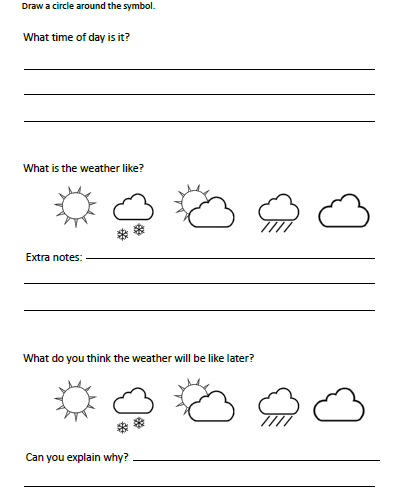 Draw a circle around the symbol.
What time of day is it?
What is the weather like?
Extra notes:
What do you think the weather will be like later?
Can you explain why?